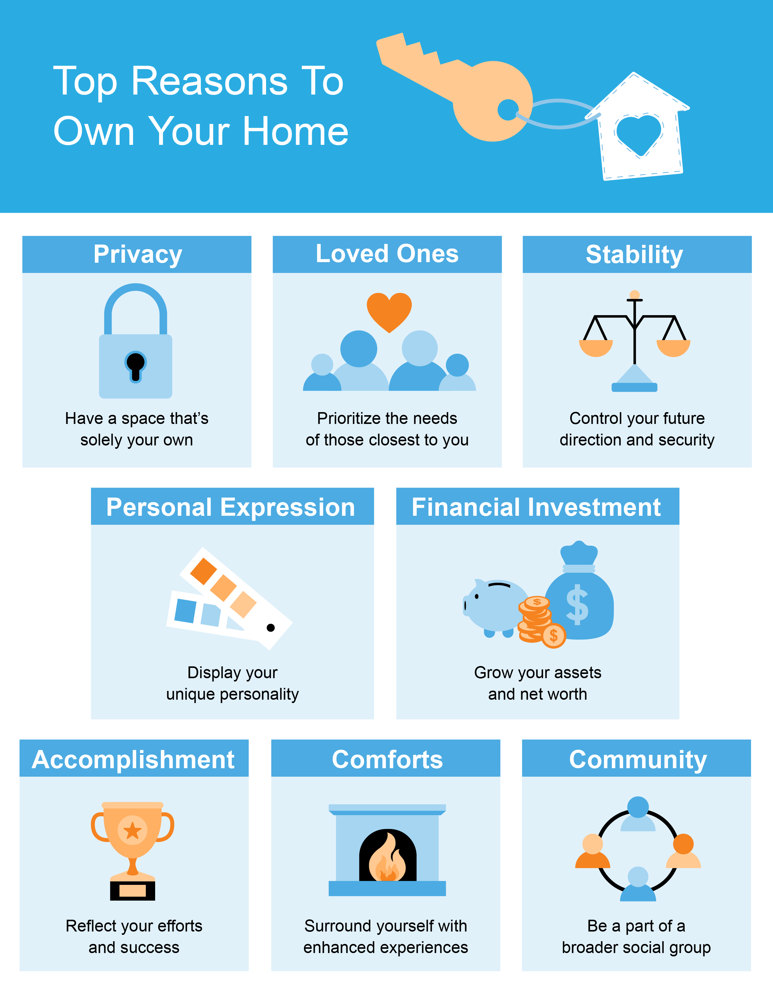 Top Reasons To
Own Your Home
Privacy
Have a space that’s
solely your own
Loved Ones
Prioritize the needs
of those closest to you
Stability
Control your future
direction and security
Personal Expression
Display your
unique personality
Financial Investment
$
$
$
Grow your assets
and net worth
Accomplishment
Reflect your efforts
and success
Comforts
Surround yourself with
enhanced experiences
Community
Be a part of a
broader social group